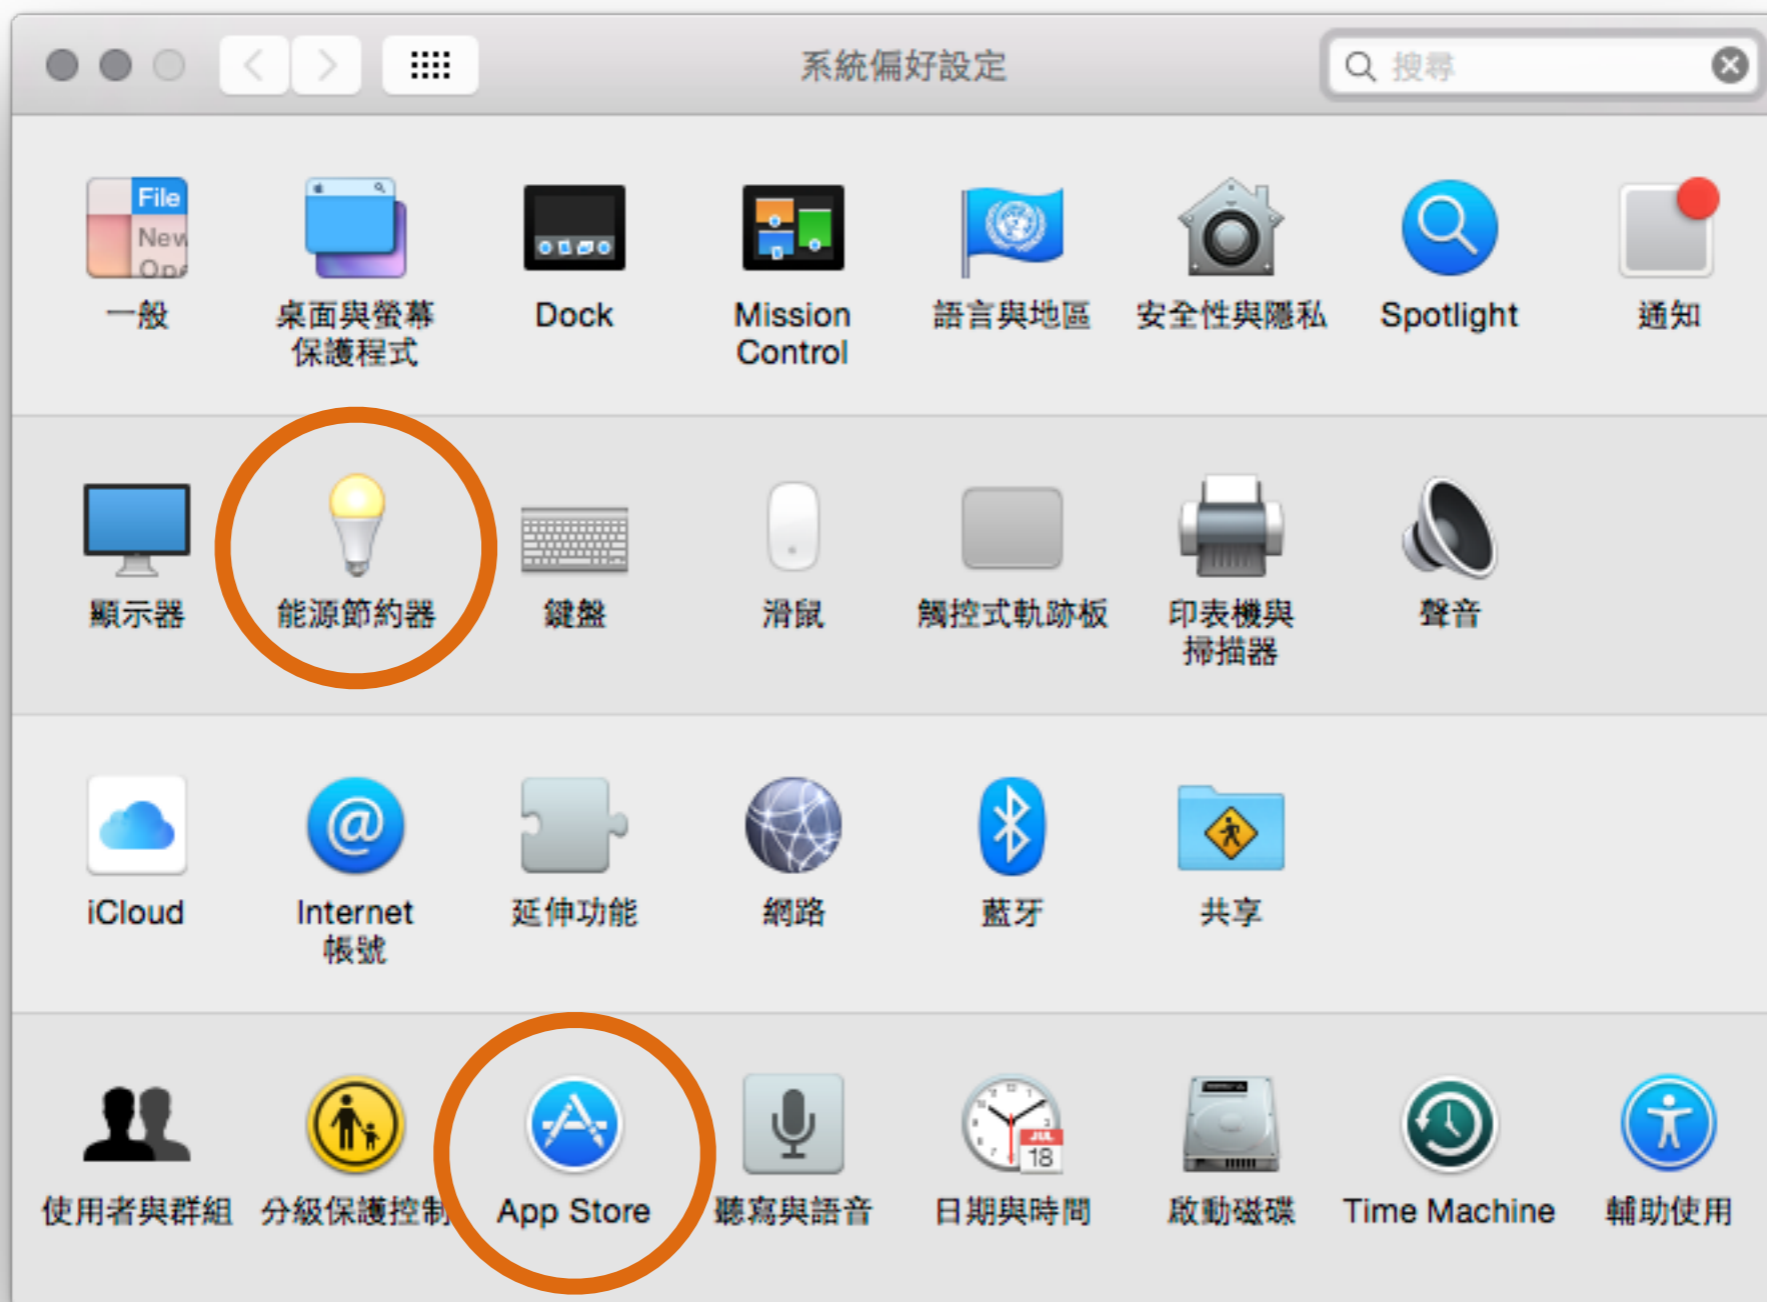 系統偏好設定
搜尋
File
New
Ope
一般
桌面與螢幕
保護程式
Dock
Mission
Control
語言與地區
安全性與隱私
Spotlight
通知
顯示器
能源節約器
鍵盤
滑鼠
觸控式軌跡板
印表機與
掃描器
聲音
iCloud
Internet
帳號
延伸功能
網路
藍牙
共享
使用者與群組
分級保護控制
App Store
聽寫與語音
JUL
18
日期與時間
啟動磁碟
Time Machine
輔助使用